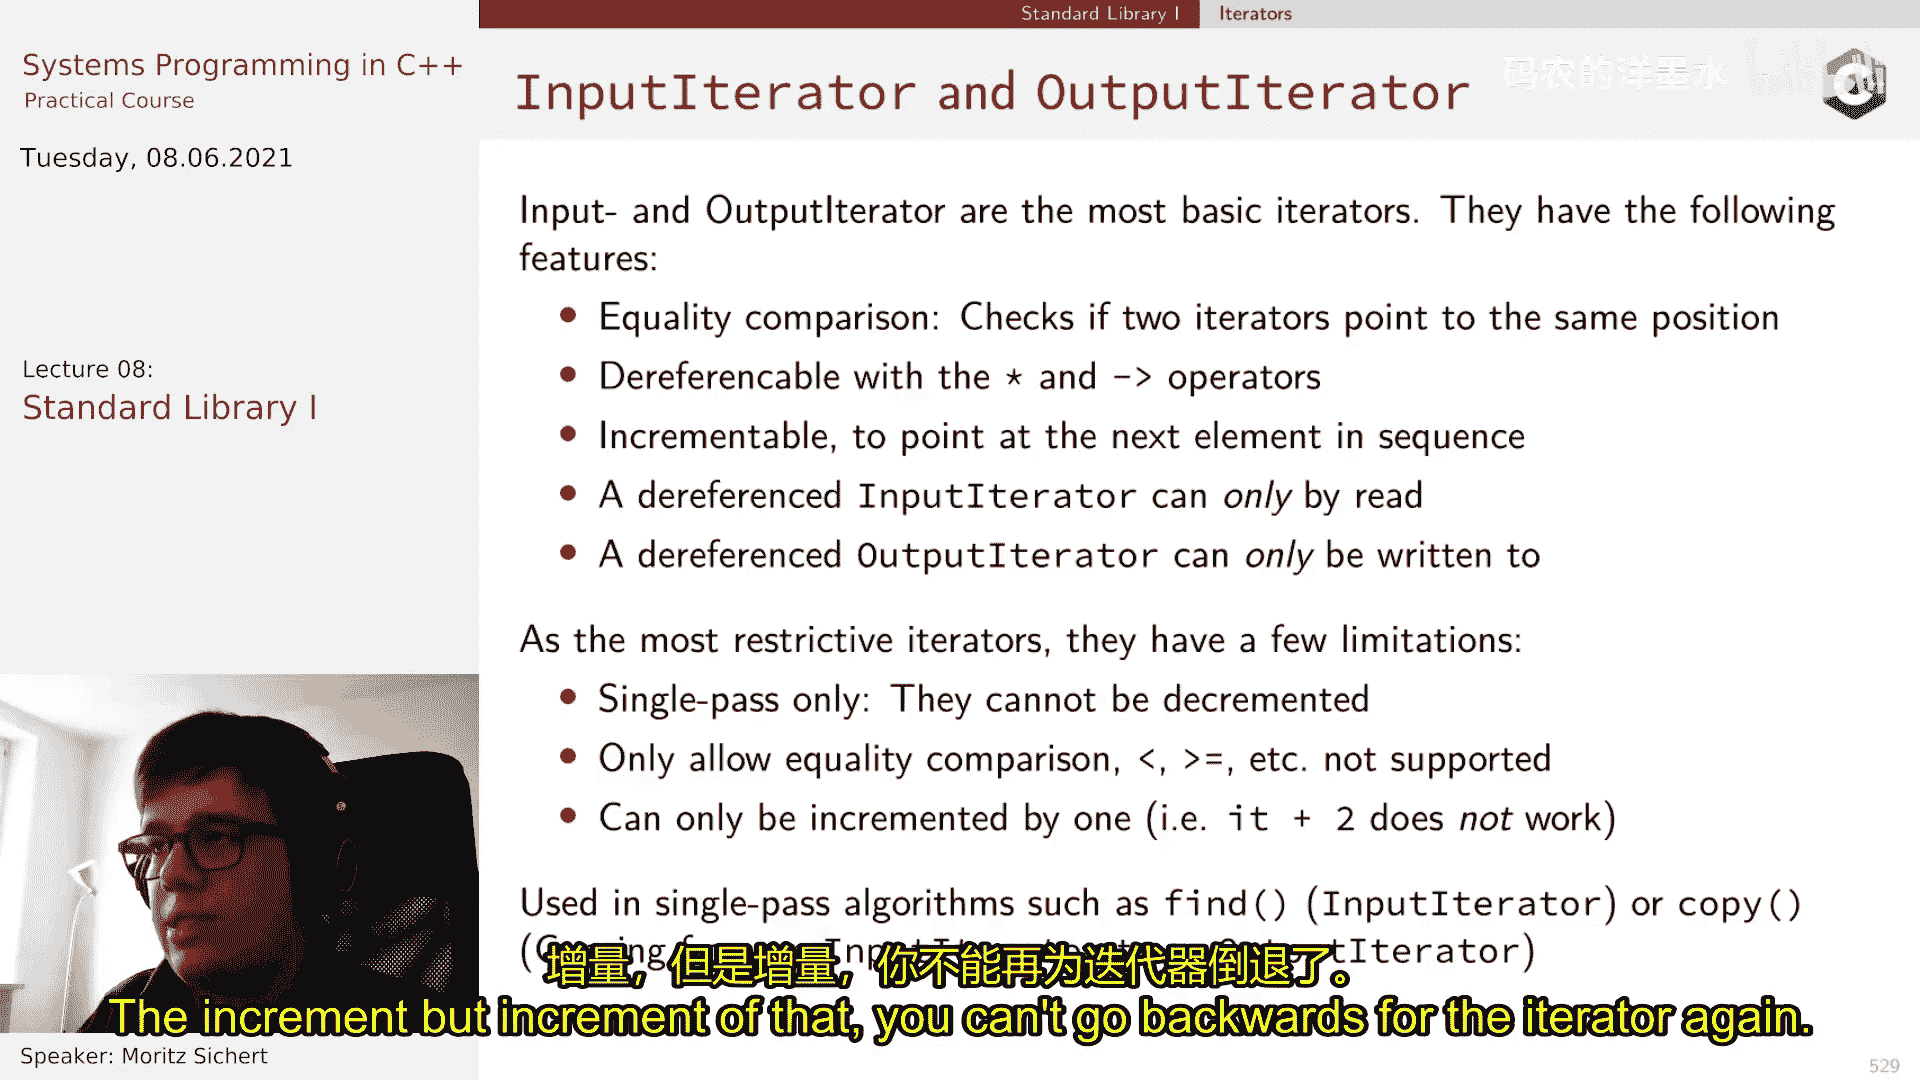 Standard Library I
Iterators
Systems Programming in C++
Practical Course
Tuesday, 08.06.2021
Lecture 08:
Standard Library I
InputIterator and OutputIterator
码农的洋墨水
Input- and OutputIterator are the most basic iterators. They have the following
features:
• Equality comparison: Checks if two iterators point to the same position
• Dereferencable with the * and -> operators
• Incrementable, to point at the next element in sequence
• A dereferenced InputIterator can only by read
• A dereferenced OutputIterator can only be written to
As the most restrictive iterators, they have a few limitations:
• Single-pass only: They cannot be decremented
• Only allow equality comparison, <, >=, etc. not supported
• Can only be incremented by one (i.e. it + 2 does not work)
Used in single-pass algorithms such as find() (InputIterator) or copy()
增量，但是增量，你不能再为迭代器倒退了。
The increment but increment of that, you can't go backwards for the iterator again.
Speaker: Moritz Sichert
529